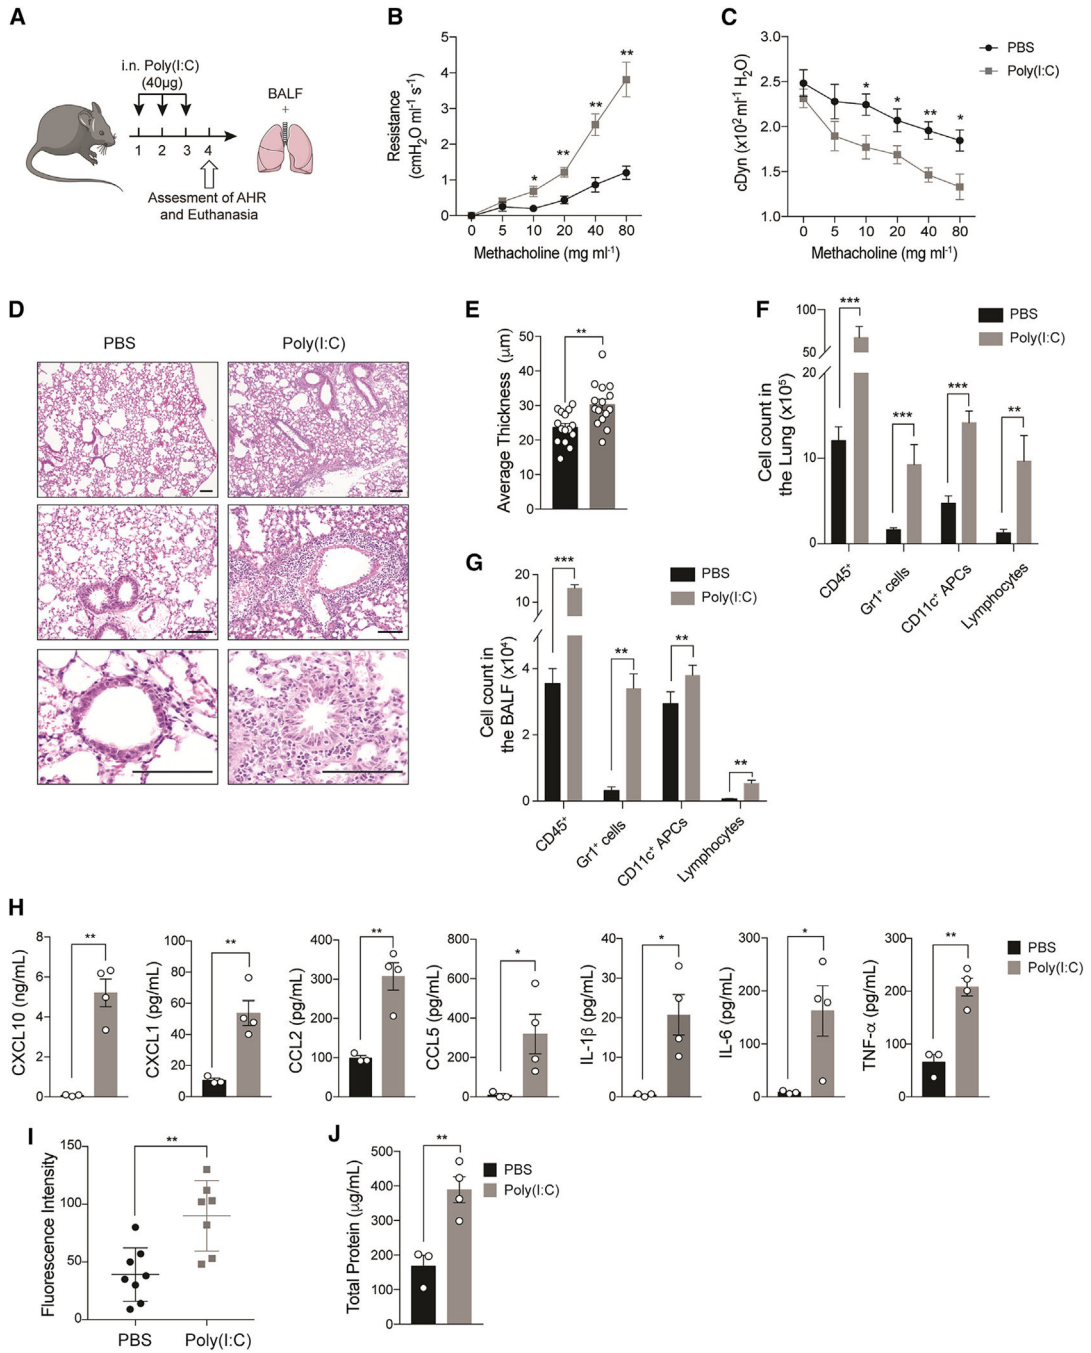 A
i.n. Poly(I:C)
(40µg)
BALF
+
1 2 3 4
Assesment of AHR
and Euthanasia
B
Resistance
(cmH2O ml-1 s-1)
5
4
3
2
1
0
* ** ** **
0 5 10 20 40 80
Methacholine (mg ml-1)
C
cDyn (x10² ml-1 H2O)
3.0
2.5
2.0
1.5
1.0
* * ** *
0 5 10 20 40 80
Methacholine (mg ml-1)
PBS
Poly(I:C)
D
PBS Poly(I:C)
E
Average Thickness (µm)
50
40
30
20
10
0
**
F
Cell count in
the Lung (x10⁵)
100
50
20
10
0
*** *** *** **
CD45+
Gr1+ cells
CD11c+ APCs
Lymphocytes
PBS
Poly(I:C)
G
Cell count in
the BALF (x10⁴)
20
10
4
2
0
*** ** ** **
CD45+
Gr1+ cells
CD11c+ APCs
Lymphocytes
PBS
Poly(I:C)
H
CXCL10 (ng/mL)
8
6
4
2
0
**
CXCL1 (pg/mL)
100
80
60
40
20
0
**
CCL2 (pg/mL)
400
300
200
100
0
**
CCL5 (pg/mL)
800
600
400
200
0
*
IL-1β (pg/mL)
40
30
20
10
0
*
IL-6 (pg/mL)
300
200
100
0
*
TNF-α (pg/mL)
300
200
100
0
**
PBS
Poly(I:C)
I
Fluorescence Intensity
150
100
50
0
**
PBS Poly(I:C)
J
Total Protein (µg/mL)
500
400
300
200
100
0
**
PBS
Poly(I:C)